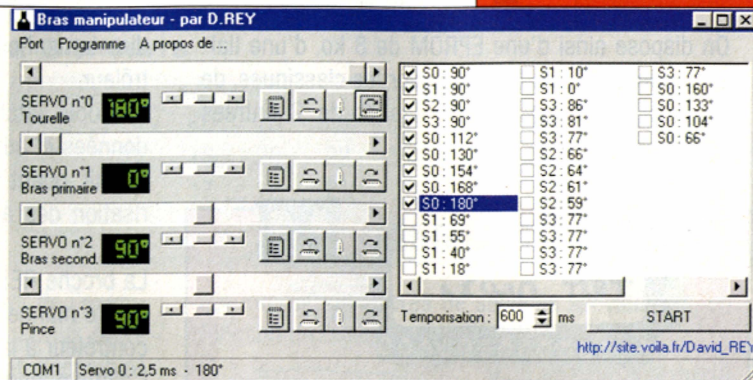 Bras manipulateur - par D.REY
Port Programme A propos de ...
SERVO n°0
Tourelle
180°
SERVO n°1
Bras primaire
0°
SERVO n°2
Bras second.
90°
SERVO n°3
Pince
90°
S0 : 90°
S1 : 90°
S2 : 90°
S3 : 90°
S0 : 112°
S0 : 130°
S0 : 154°
S0 : 168°
S0 : 180°
S1 : 69°
S1 : 55°
S1 : 40°
S1 : 18°
S1 : 10°
S1 : 0°
S3 : 86°
S3 : 81°
S3 : 77°
S2 : 66°
S2 : 64°
S2 : 61°
S2 : 59°
S3 : 77°
S3 : 77°
S3 : 77°
S3 : 77°
S3 : 77°
S0 : 160°
S0 : 133°
S0 : 104°
S0 : 66°
Temporisation : 600 ms START
http://site.voila.fr/David_REY
COM1 Servo 0 : 2,5 ms - 180°